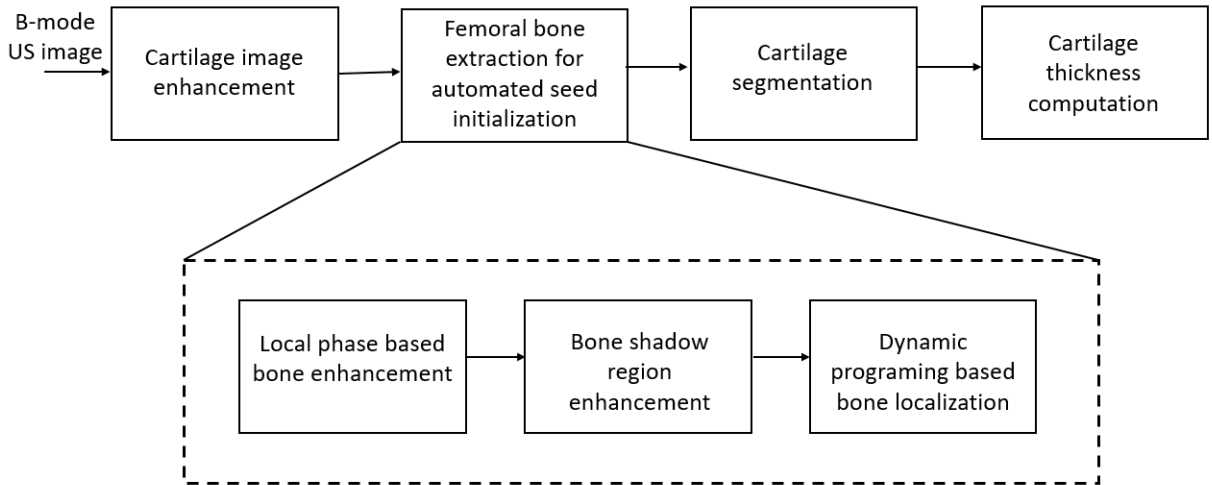 B-mode
US image
Cartilage image
enhancement
Femoral bone
extraction for
automated seed
initialization
Cartilage
segmentation
Cartilage
thickness
computation
Local phase based
bone enhancement
Bone shadow
region
enhancement
Dynamic
programing based
bone localization